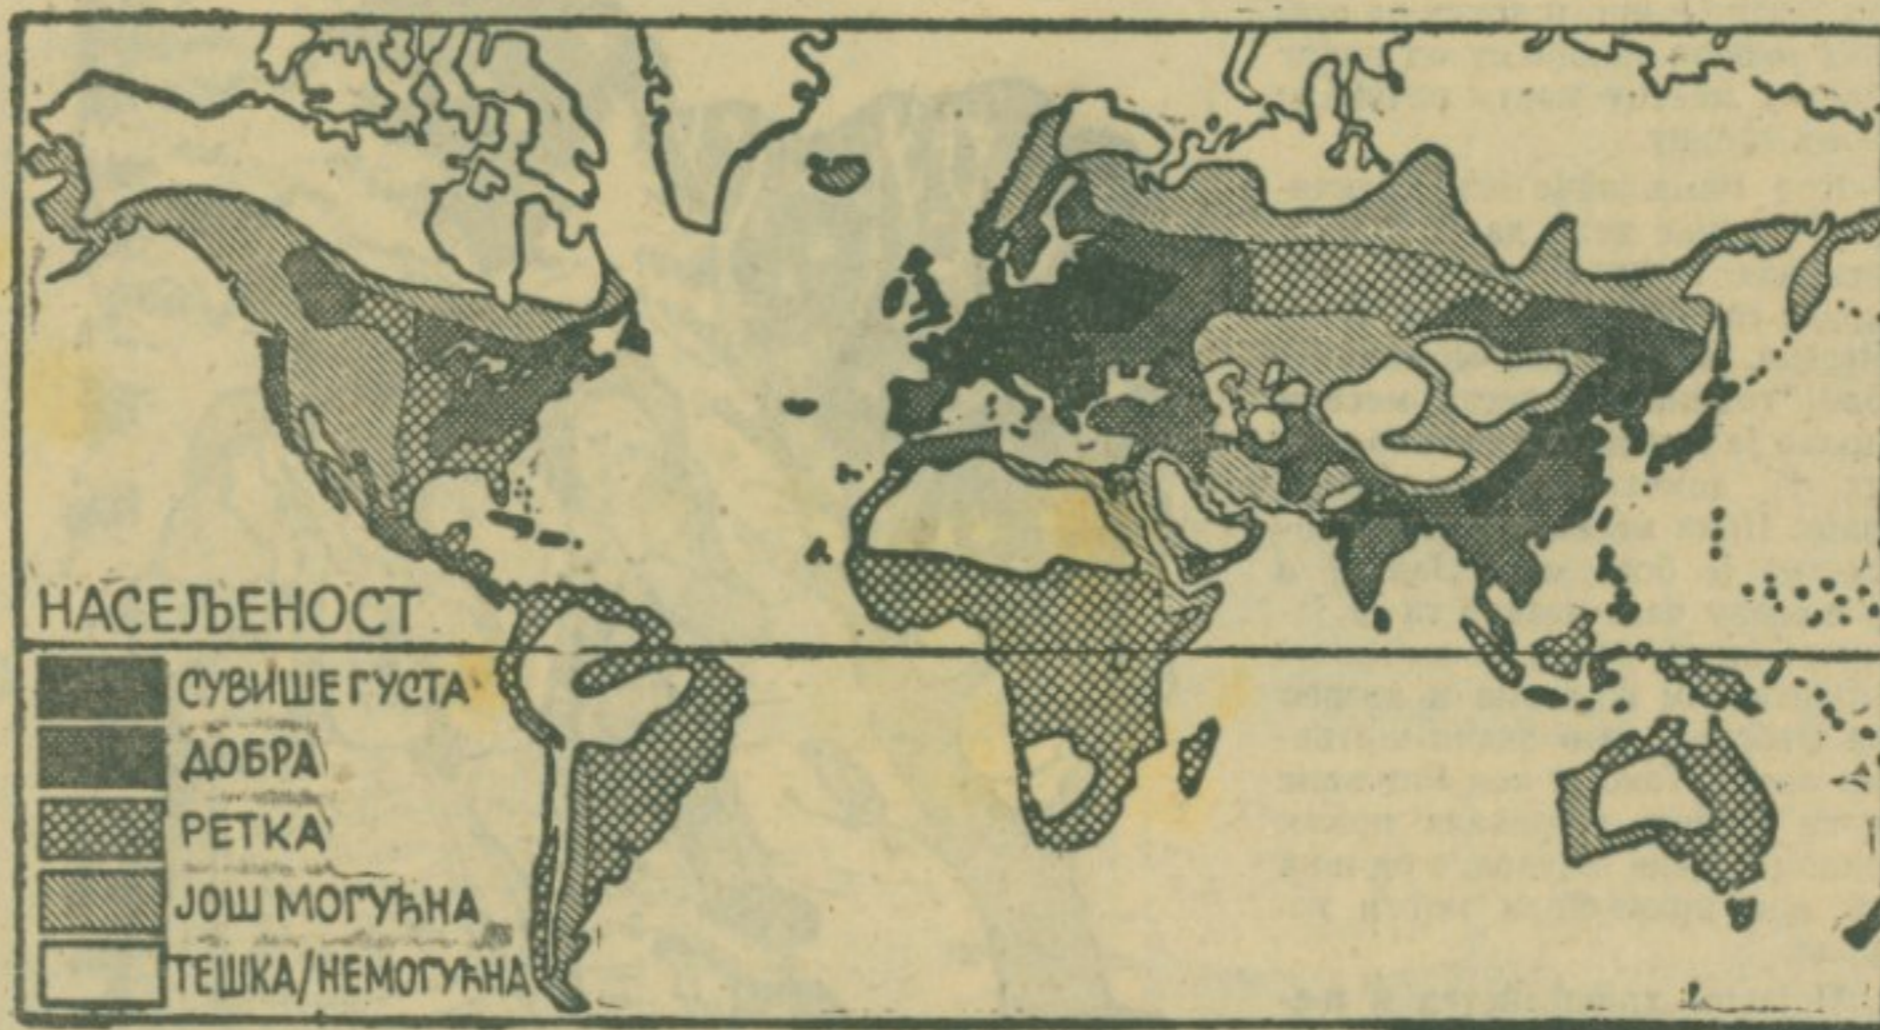 НАСЕЉЕНОСТ
СУВИШЕ ГУСТА
ДОБРА
РЕТКА
ЈОШ МОГУЋНА
ТЕШКА/НЕМОГУЋНА